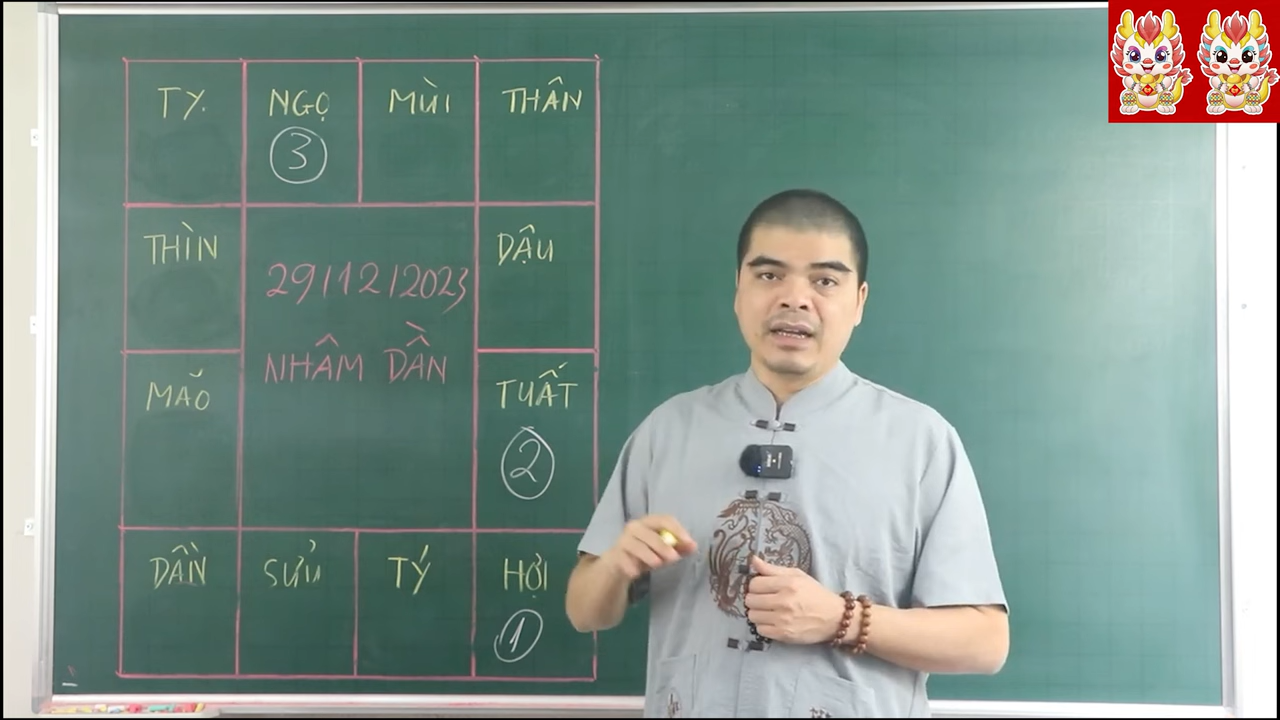 TỴ.
NGỌ
3
MÙI
THÂN
THÌN
29/12/2023
NHÂM DẦN
DẬU
MÃO
TUẤT
2
DẦN
SỬU
TÝ
HỢI
1